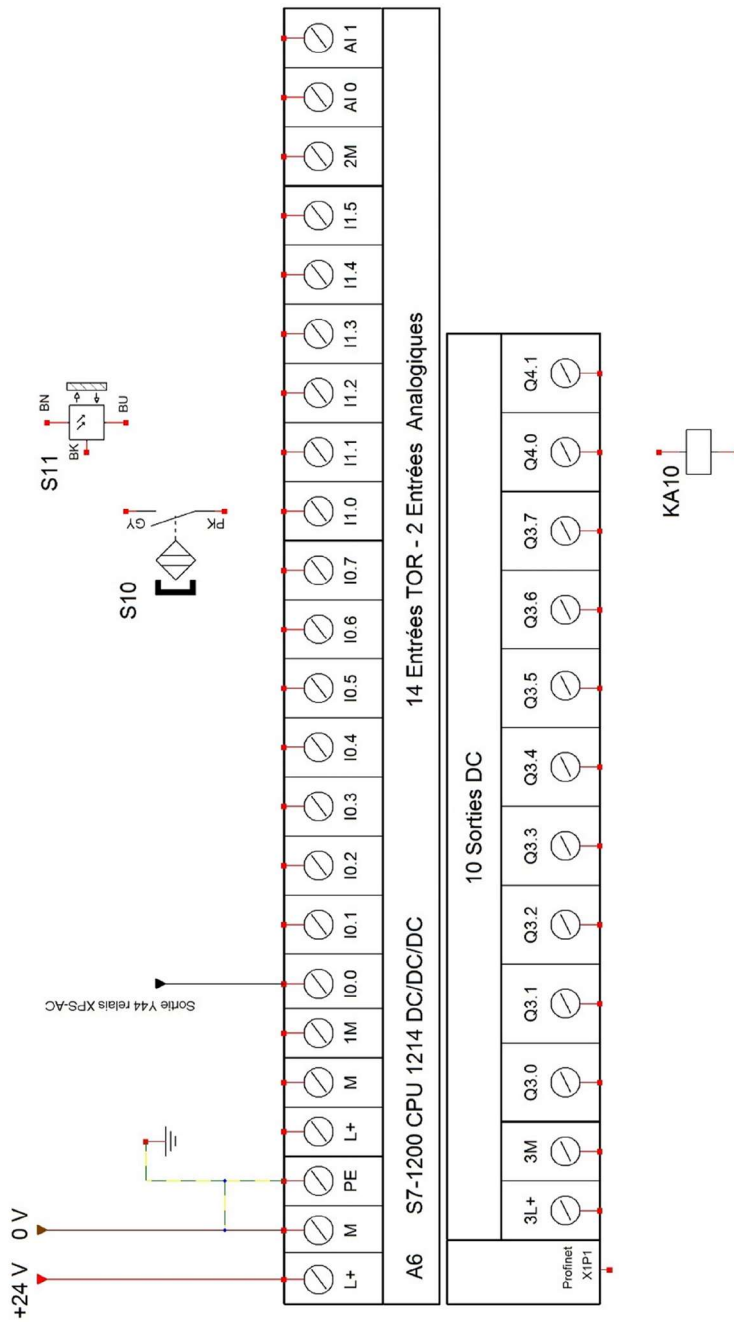 +24 V
0 V
Sortie Y44 relais XPS-AC
S10
GY
PK
S11
BN
BK
BU
L+
M
PE
L+
M
1M
I0.0
I0.1
I0.2
I0.3
I0.4
I0.5
I0.6
I0.7
I1.0
I1.1
I1.2
I1.3
I1.4
I1.5
2M
AI 0
AI 1
A6
S7-1200 CPU 1214 DC/DC/DC
14 Entrées TOR - 2 Entrées Analogiques
10 Sorties DC
Profinet
X1P1
3L+
3M
Q3.0
Q3.1
Q3.2
Q3.3
Q3.4
Q3.5
Q3.6
Q3.7
Q4.0
Q4.1
KA10